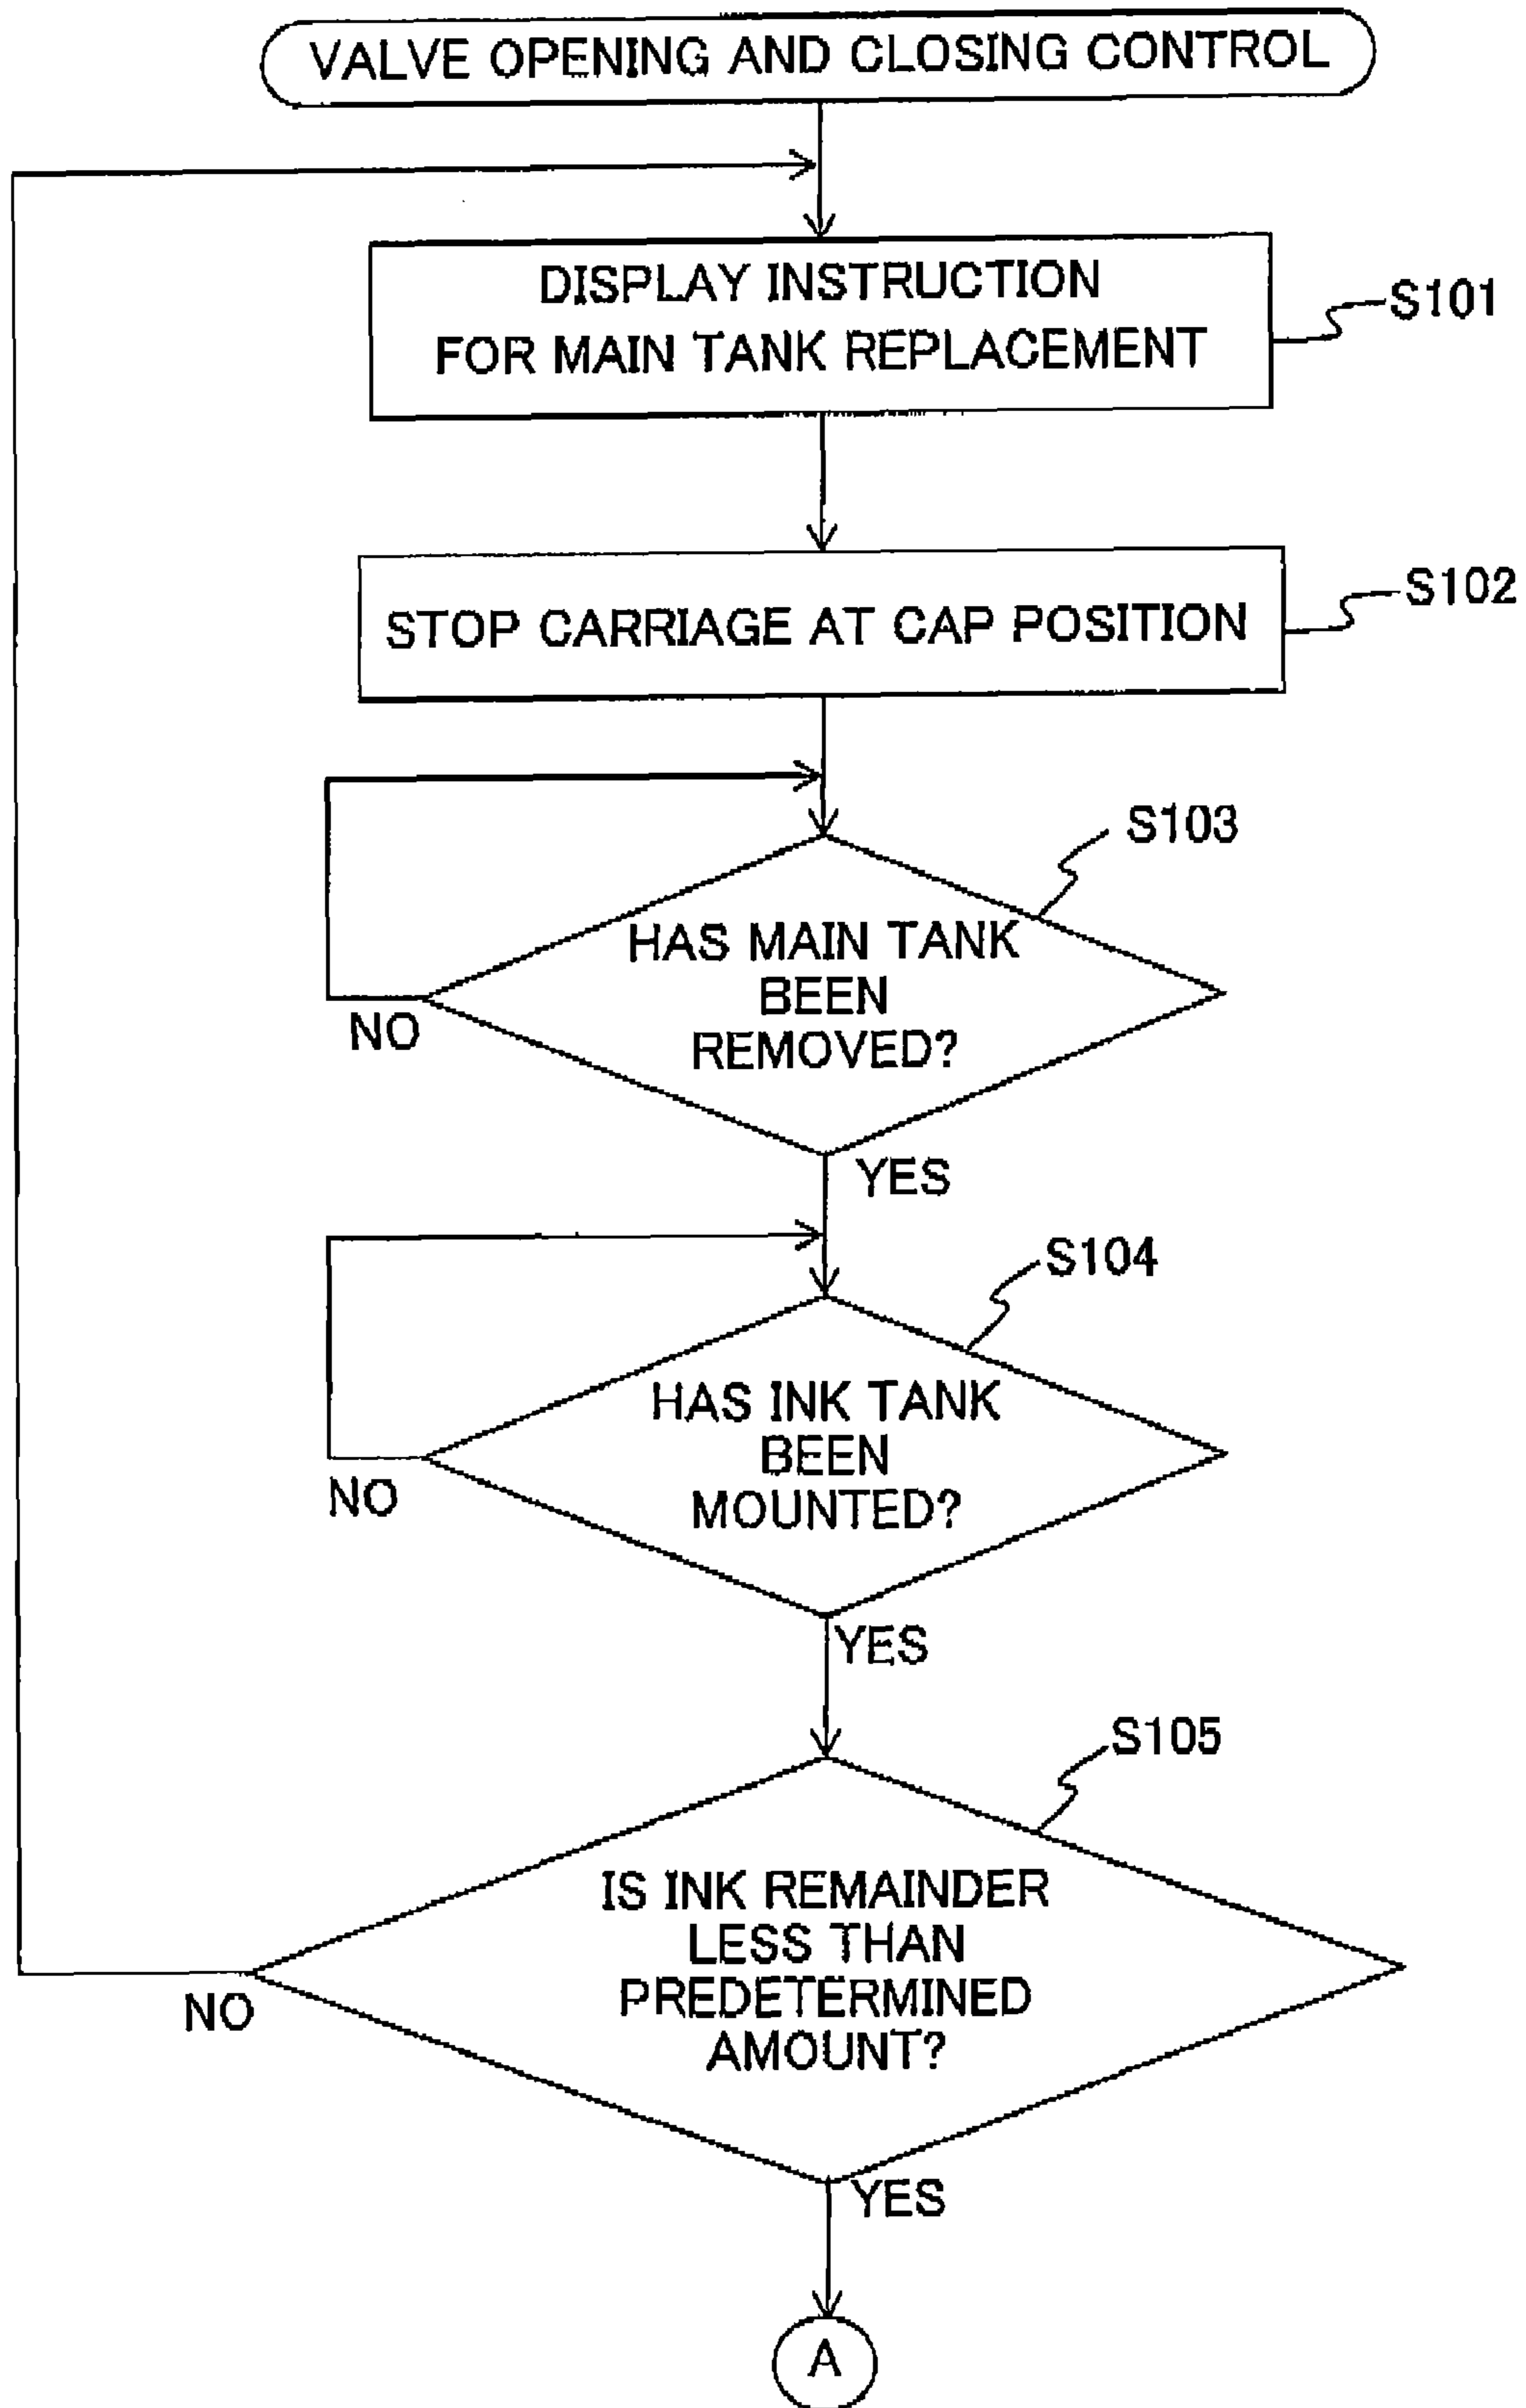 VALVE OPENING AND CLOSING CONTROL
DISPLAY INSTRUCTION
FOR MAIN TANK REPLACEMENT
S101
STOP CARRIAGE AT CAP POSITION
S102
S103
HAS MAIN TANK
BEEN
REMOVED?
NO
YES
S104
HAS INK TANK
BEEN
MOUNTED?
NO
YES
S105
IS INK REMAINDER
LESS THAN
PREDETERMINED
AMOUNT?
NO
YES
A